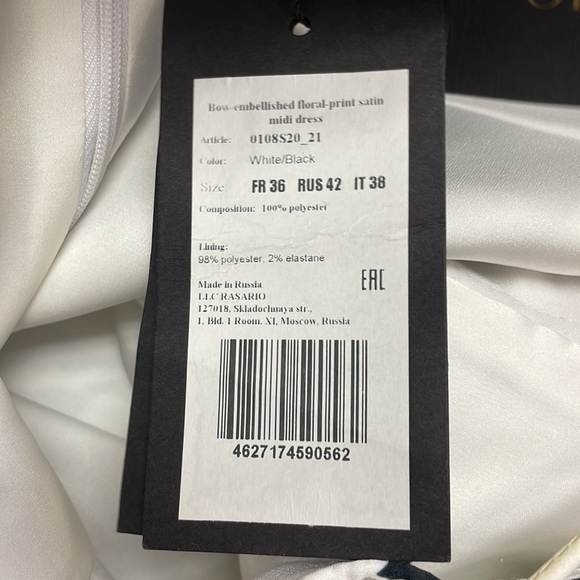 Bow-embellished floral-print satin
midi dress
Article: 0108S20_21
Color: White/Black
Size: FR 36 RUS 42 IT 38
Composition: 100% polyester
Lining:
98% polyester, 2% elastane
EAC
Made in Russia
LLC RASARIO
127018, Skladochnaya str.,
1, Bld. 1 Room. XI, Moscow, Russia
4627174590562